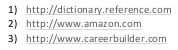 1) http://dictionary.reference.com
2) http://www.amazon.com
3) http://www.careerbuilder.com